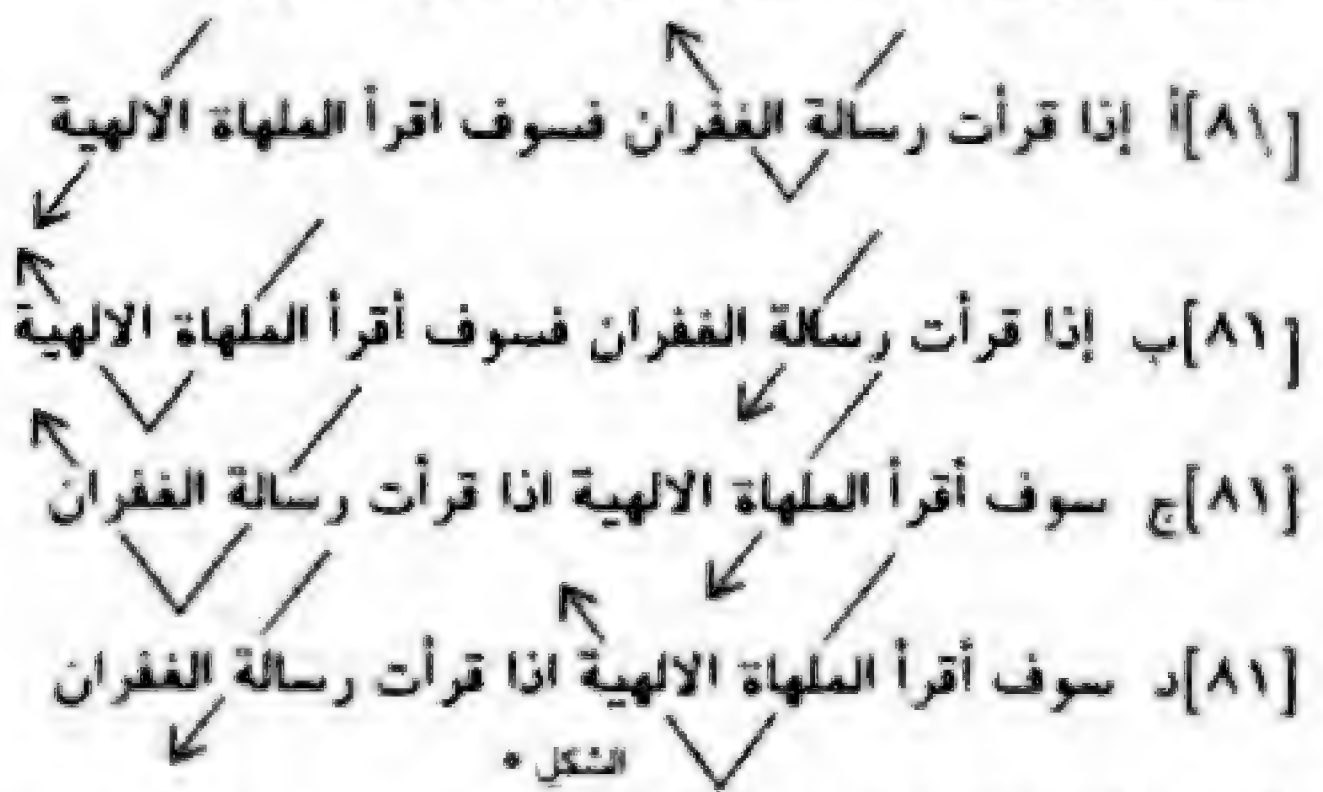 [٨١]أ إذا قرأت رسالة الغفران فسوف اقرأ الملهاة الالهية
[٨١]ب إذا قرأت رسالة الغفران فسوف أقرأ الملهاة الالهية
[٨١]ج سوف أقرأ الملهاة الالهية اذا قرأت رسالة الغفران
[٨١]د سوف أقرأ الملهاة الالهية اذا قرأت رسالة الغفران
الشكل